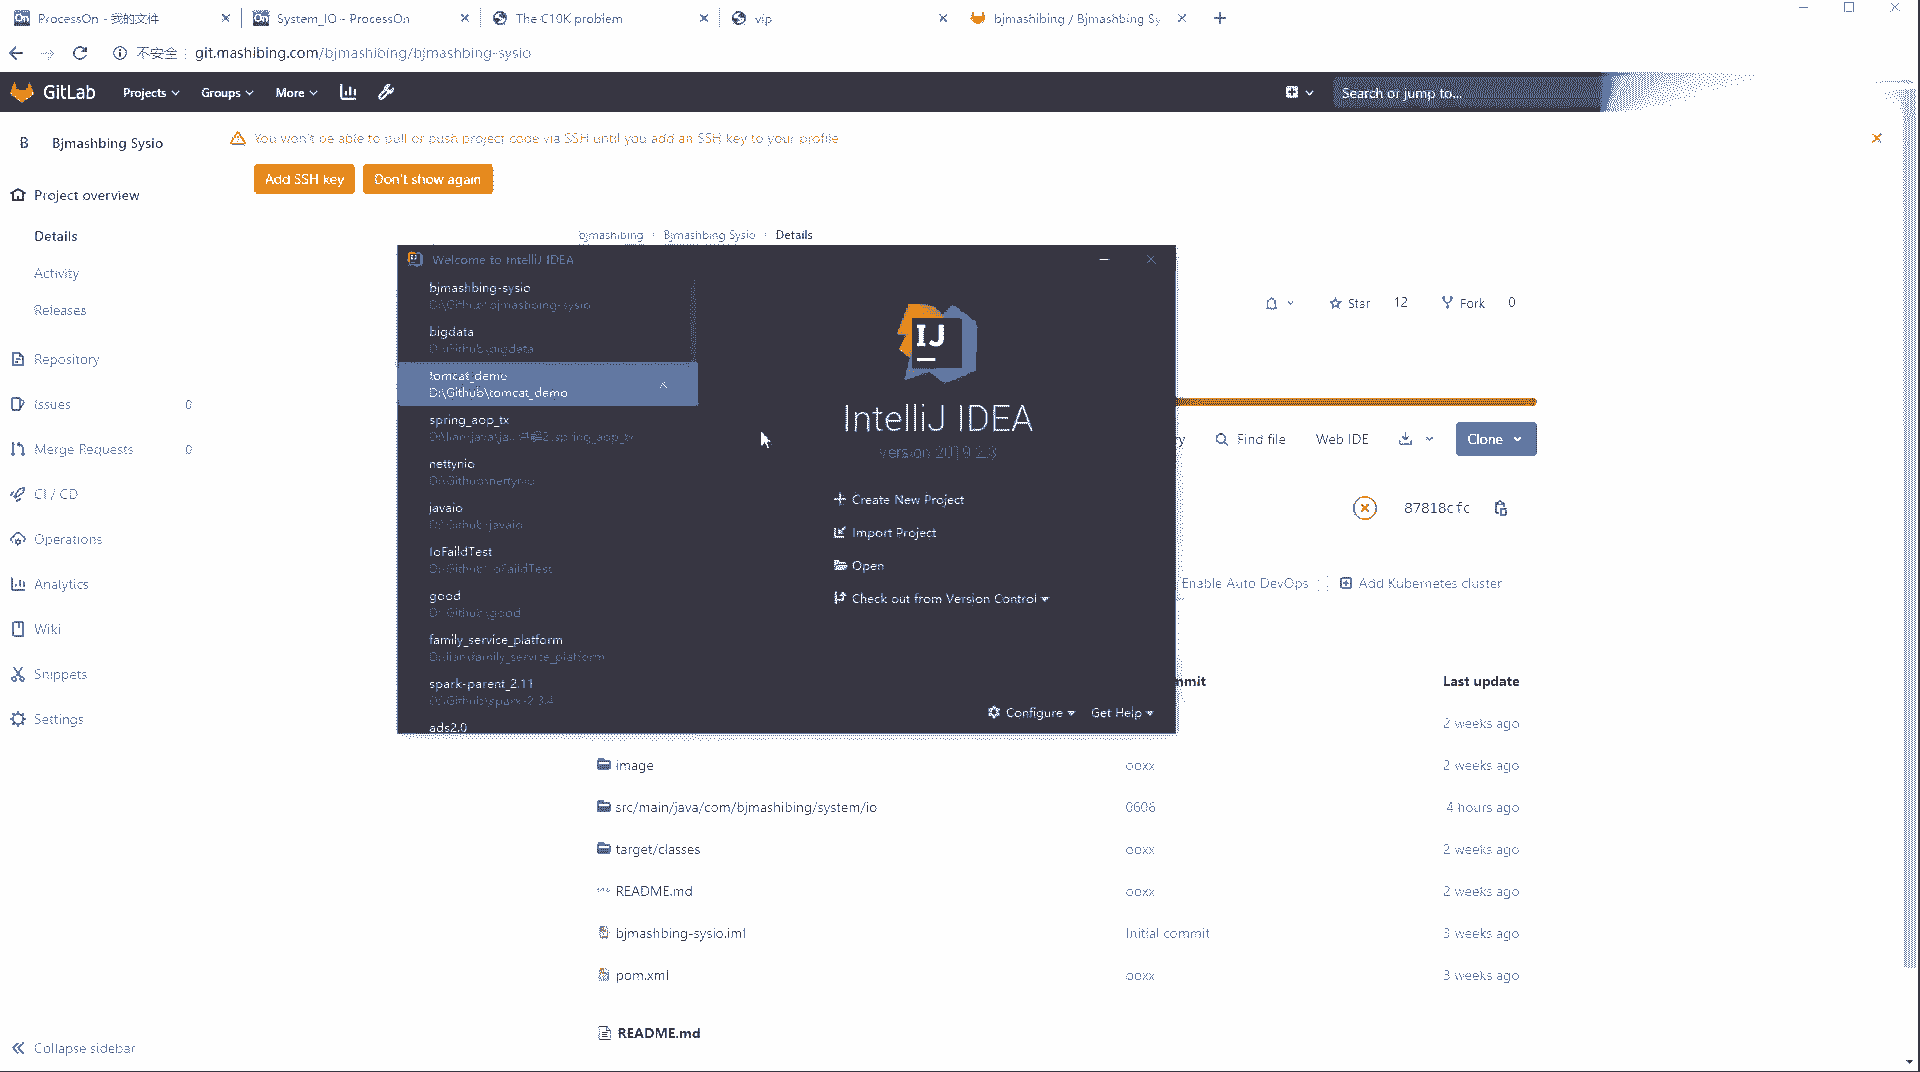 ProcessOn - 我的文件
System_IO - ProcessOn
The C10K problem
vip
bjmashibing / Bjmashbing Sy
不安全
git.mashibing.com/bjmashibing/bjmashbing-sysio
GitLab
Projects
Groups
More
Search or jump to...
B
Bjmashbing Sysio
You won't be able to pull or push project code via SSH until you add an SSH key to your profile
Add SSH key
Don't show again
Project overview
Details
Activity
Releases
Repository
Issues 0
Merge Requests 0
CI / CD
Operations
Analytics
Wiki
Snippets
Settings
Collapse sidebar
bjmashibing
Bjmashbing Sysio
Details
Star 12
Fork 0
Find file
Web IDE
Clone
87818cfc
Enable Auto DevOps
Add Kubernetes cluster
Welcome to IntelliJ IDEA
bjmashbing-sysio
D:\Github\bjmashbing-sysio
bigdata
D:\Github\bigdata
tomcat_demo
D:\Github\tomcat_demo
spring_aop_tx
nettynio
D:\Github\nettynio
javaio
D:\Github\javaio
IoFaildTest
D:\Github\IoFaildTest
good
D:\Github\good
family_service_platform
D:\lian\family_service_platform
spark-parent_2.11
D:\Github\spark-2.3.4
ads2.0
IJ
IntelliJ IDEA
Version 2019.2.3
Create New Project
Import Project
Open
Check out from Version Control
Configure
Get Help
Last update
2 weeks ago
image ooxx 2 weeks ago
src/main/java/com/bjmashibing/system/io 0606 4 hours ago
target/classes ooxx 2 weeks ago
README.md ooxx 2 weeks ago
bjmashbing-sysio.iml Initial commit 3 weeks ago
pom.xml ooxx 3 weeks ago
README.md